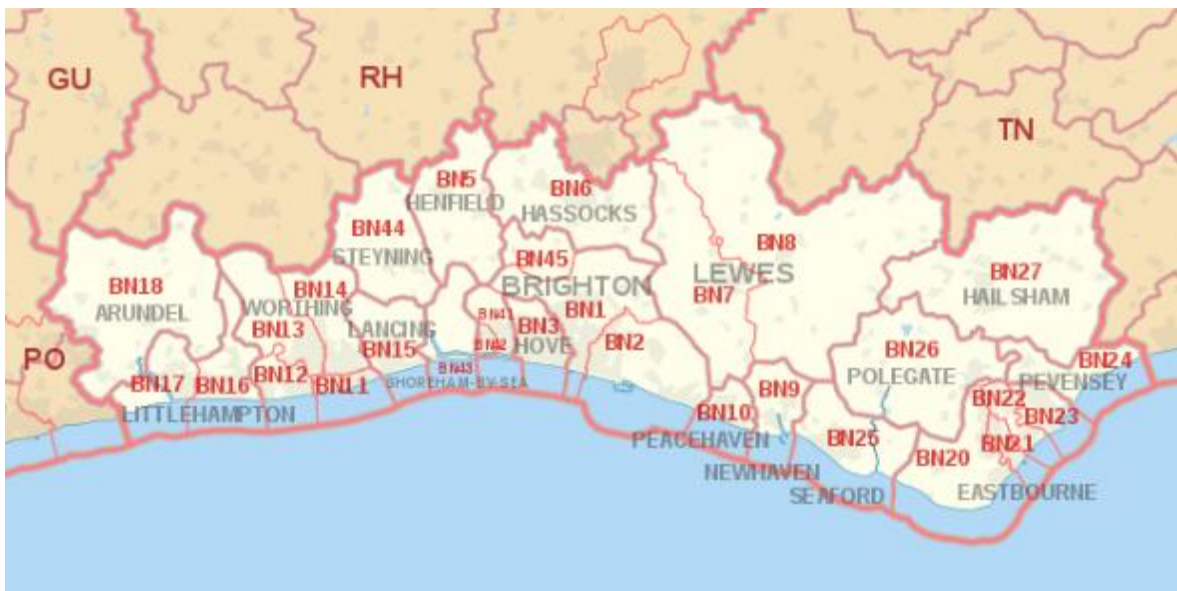 GU
RH
TN
BN5
HENFIELD
BN6
HASSOCKS
BN44
STEYNING
BN45
BRIGHTON
BN8
LEWES
BN7
BN27
HAILSHAM
BN18
ARUNDEL
BN14
WORTHING
BN13
LANCING
BN15
BN41
BN42
BN3
HOVE
BN1
BN2
BN26
POLEGATE
PO
BN17
BN16
BN12
BN11
BN43
SHOREHAM-BY-SEA
LITTLEHAMPTON
BN24
PEVENSEY
BN9
BN10
PEACEHAVEN
BN22
BN23
BN25
BN20
BN21
NEWHAVEN
SEAFORD
EASTBOURNE